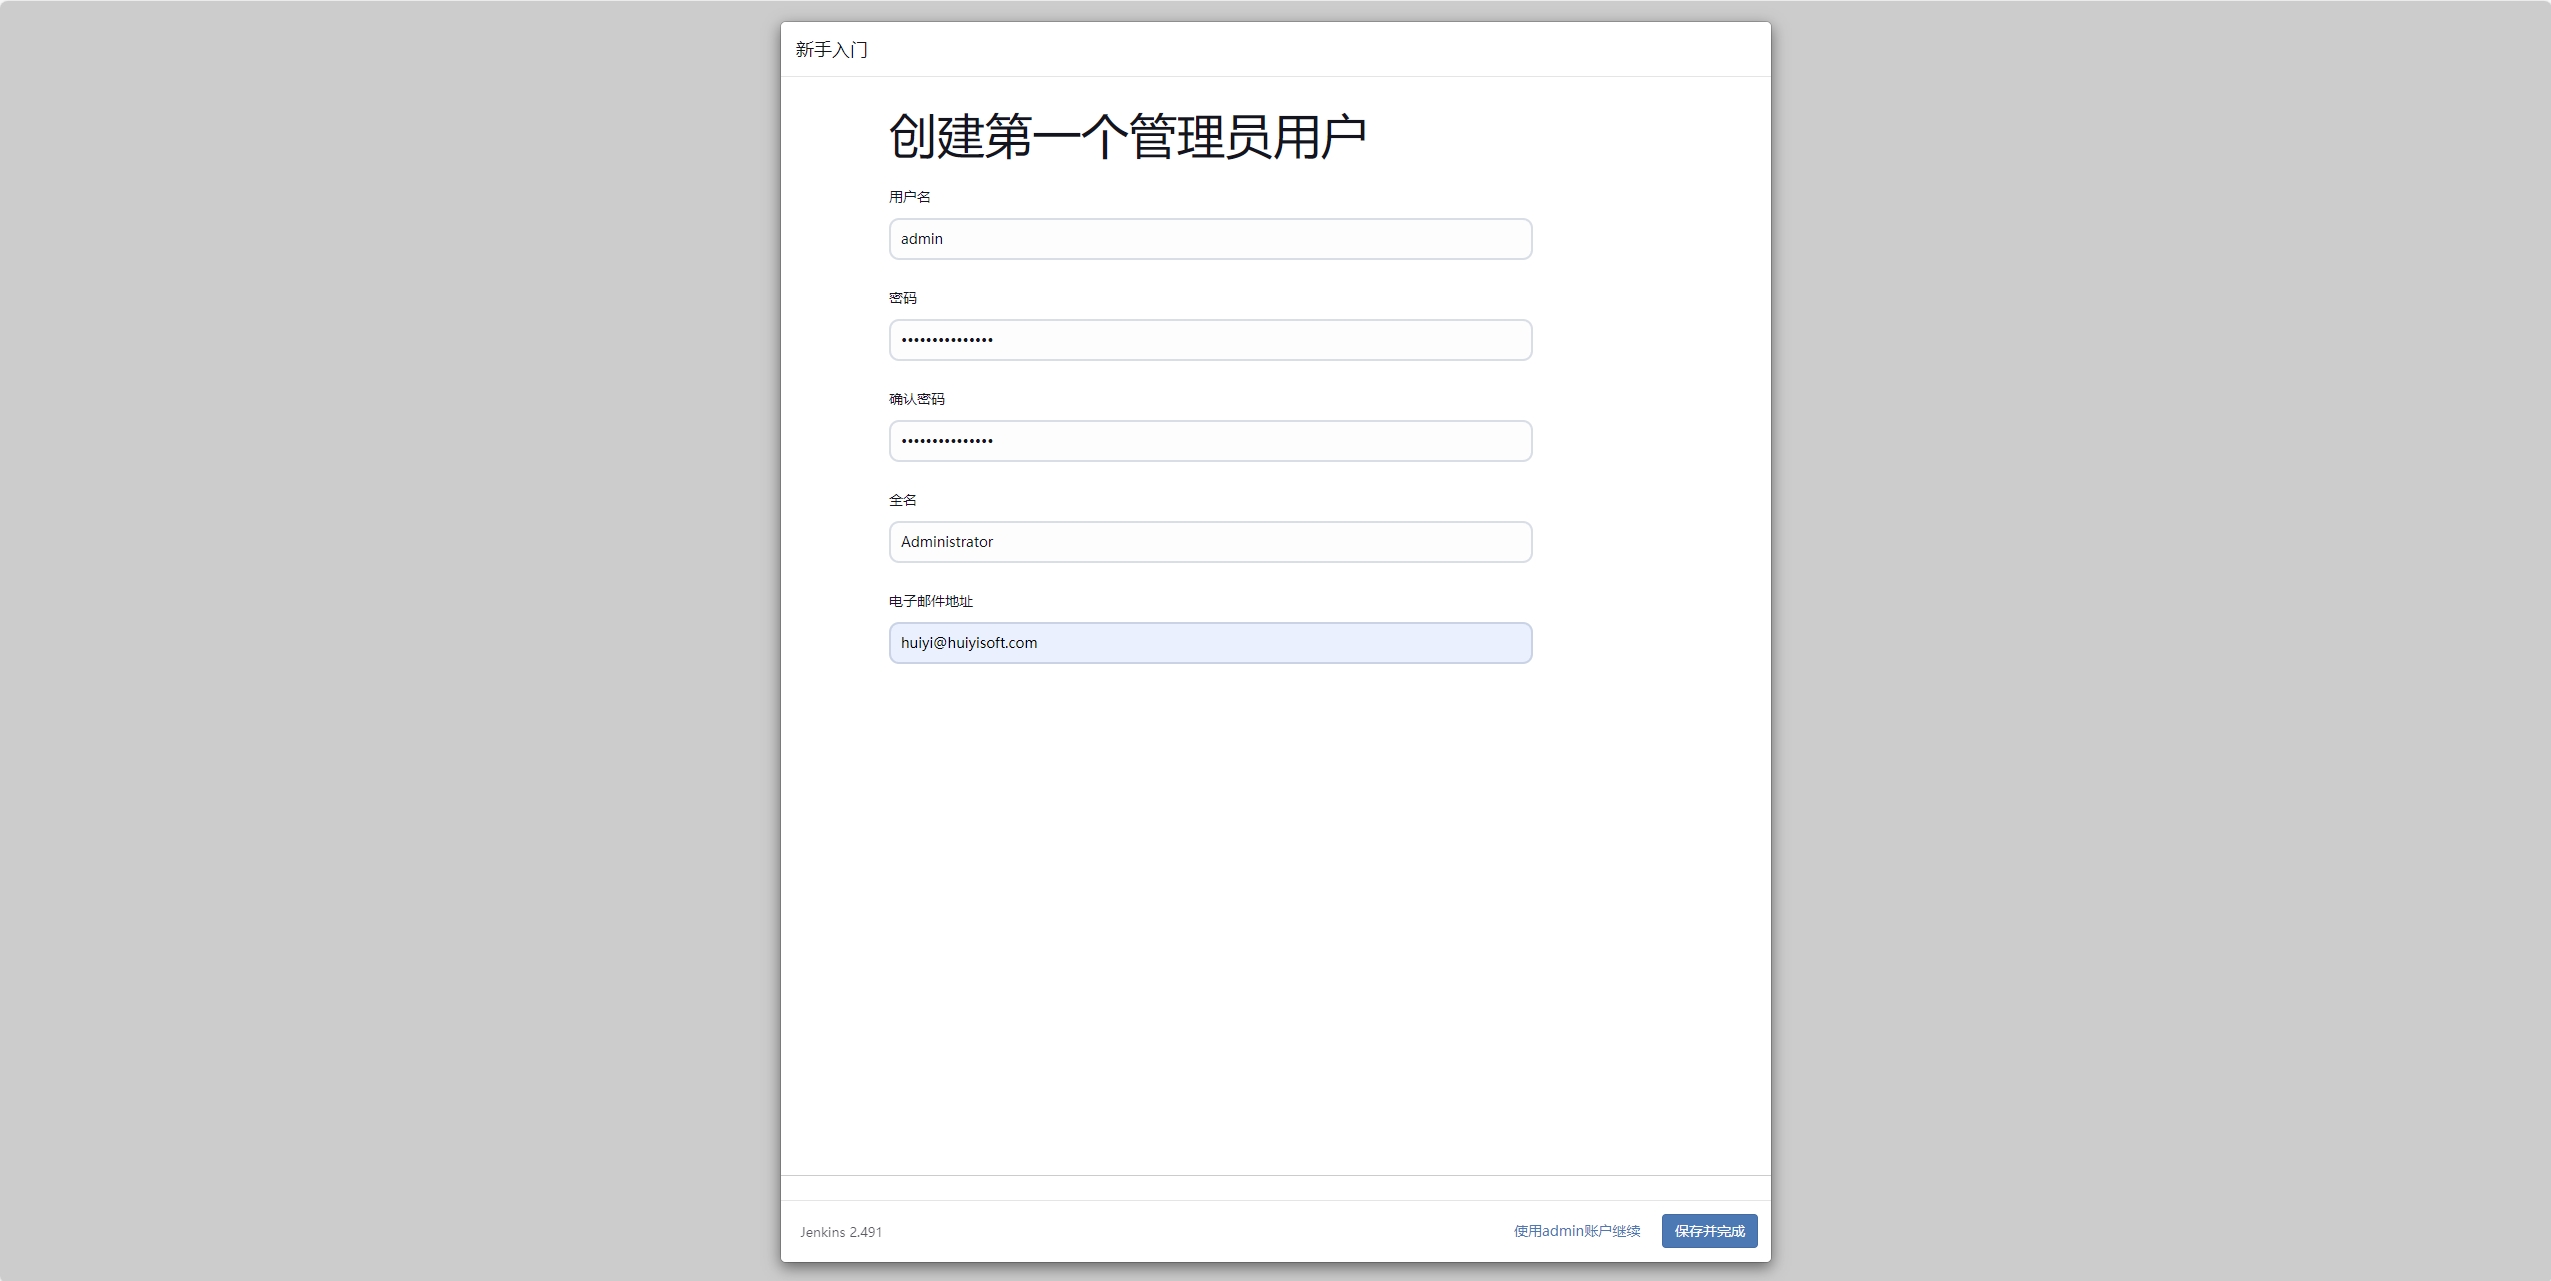 新手入门
创建第一个管理员用户
用户名
admin
密码
•••••••••••••••
确认密码
•••••••••••••••
全名
Administrator
电子邮件地址
huiyi@huiyisoft.com
Jenkins 2.491
使用admin账户继续
保存并完成